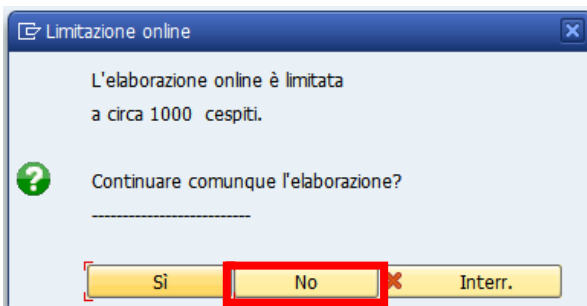 Limitazione online
L'elaborazione online è limitata
a circa 1000 cespiti.
Continuare comunque l'elaborazione?
--------------------------
Sì No Interr.